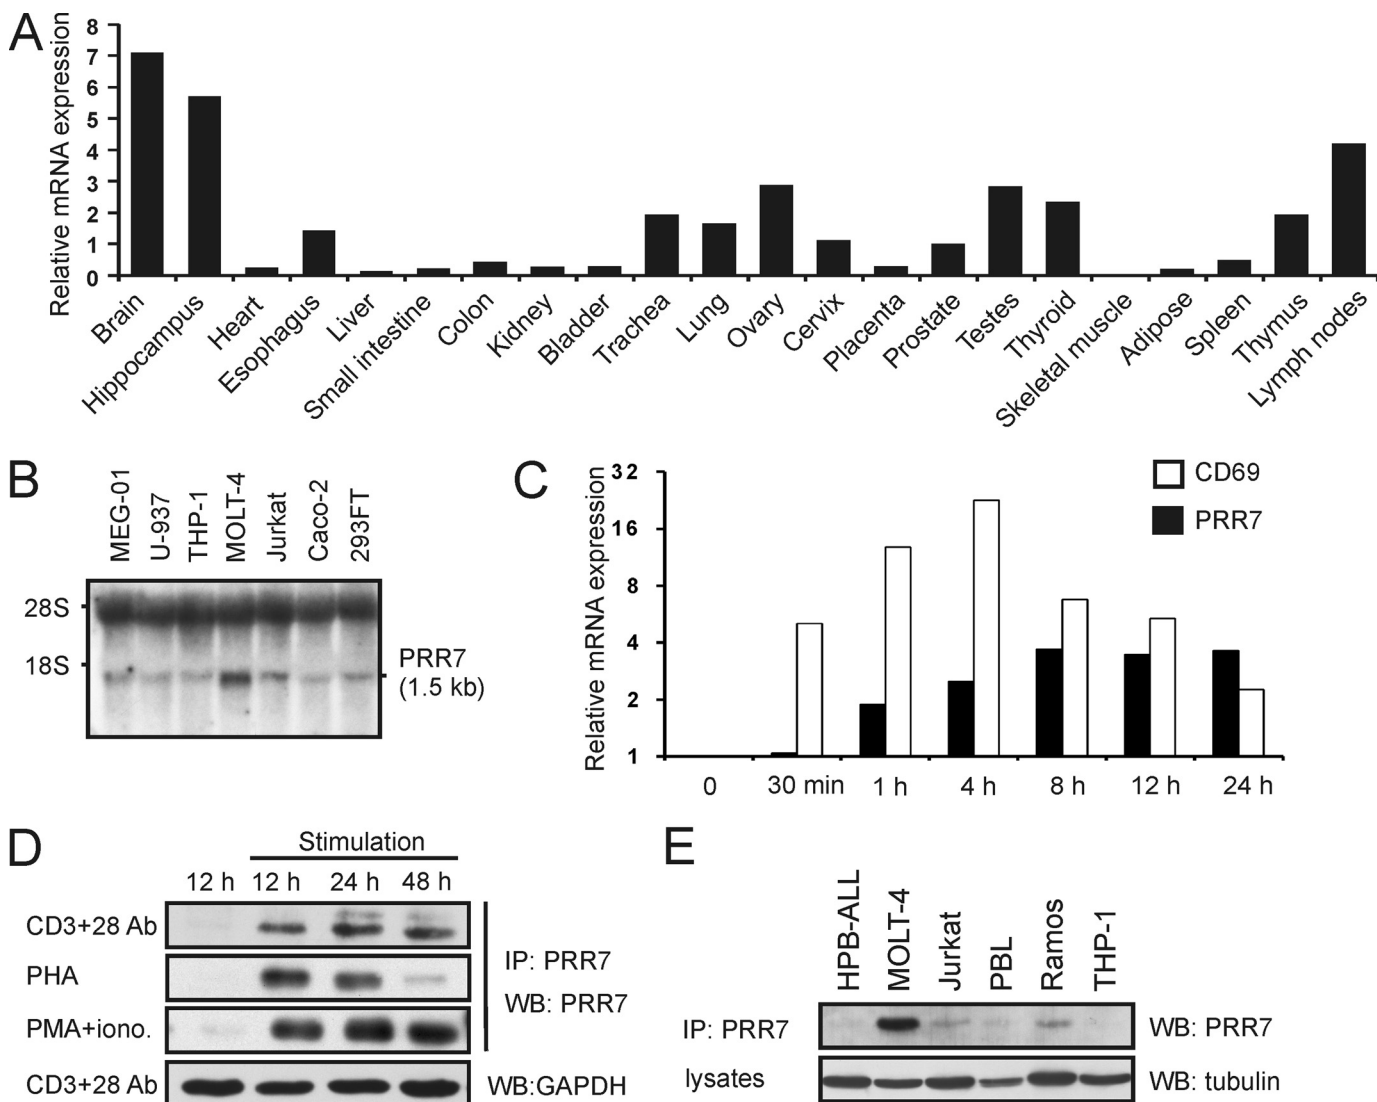 A
Relative mRNA expression
8
7
6
5
4
3
2
1
0
Brain
Hippocampus
Heart
Esophagus
Liver
Small intestine
Colon
Kidney
Bladder
Trachea
Lung
Ovary
Cervix
Placenta
Prostate
Testes
Thyroid
Skeletal muscle
Adipose
Spleen
Thymus
Lymph nodes
B
MEG-01
U-937
THP-1
MOLT-4
Jurkat
Caco-2
293FT
28S
18S
PRR7
(1.5 kb)
C
Relative mRNA expression
32
16
8
4
2
1
0
30 min
1 h
4 h
8 h
12 h
24 h
CD69
PRR7
D
Stimulation
12 h
12 h
24 h
48 h
CD3+28 Ab
PHA
PMA+iono.
CD3+28 Ab
IP: PRR7
WB: PRR7
WB:GAPDH
E
HPB-ALL
MOLT-4
Jurkat
PBL
Ramos
THP-1
IP: PRR7
WB: PRR7
lysates
WB: tubulin